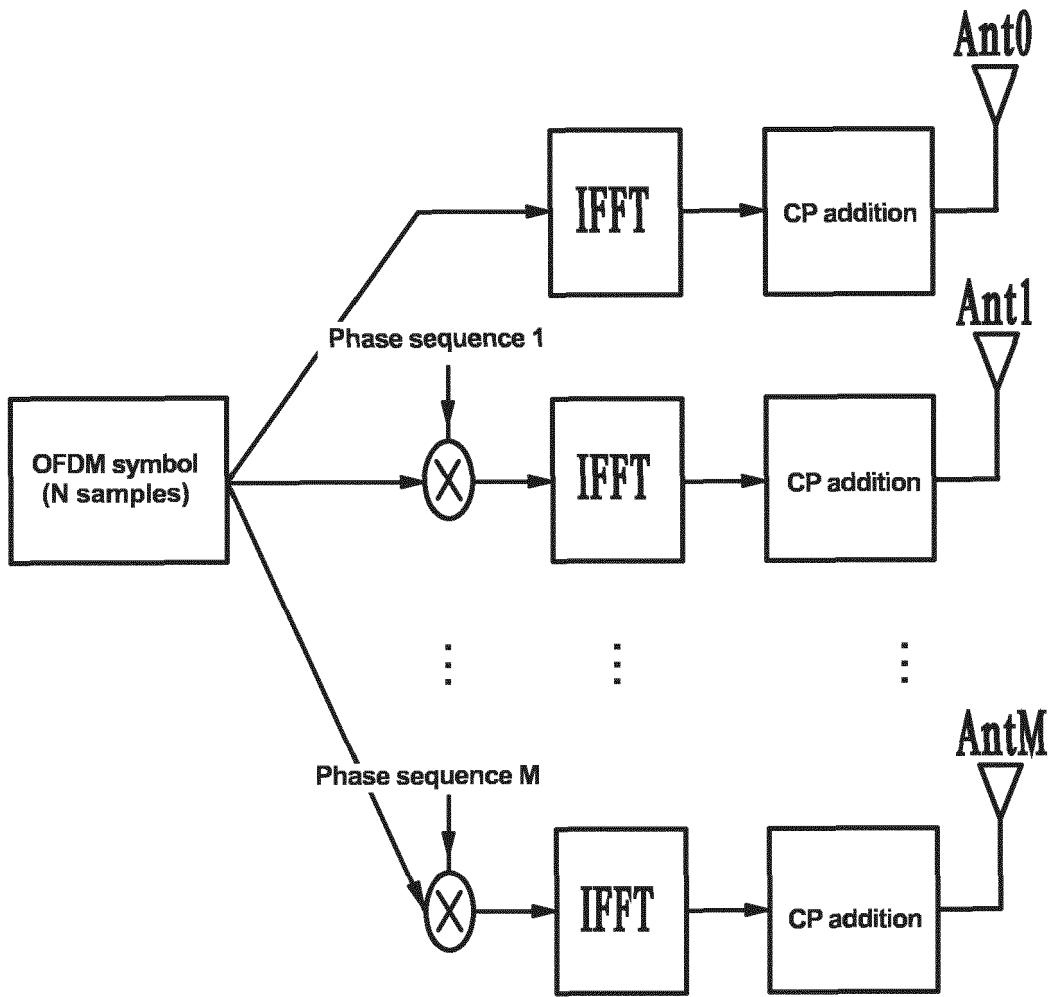 Ant0
IFFT
CP addition
Ant1
Phase sequence 1
OFDM symbol
(N samples)
IFFT
CP addition
AntM
Phase sequence M
IFFT
CP addition